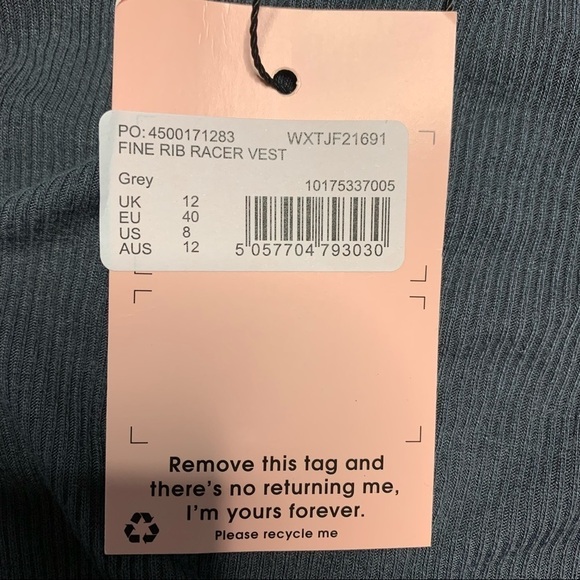 PO: 4500171283 WXTJF21691
FINE RIB RACER VEST
Grey 10175337005
UK 12
EU 40
US 8
AUS 12
5 057704 793030
Remove this tag and
there's no returning me,
I'm yours forever.
Please recycle me